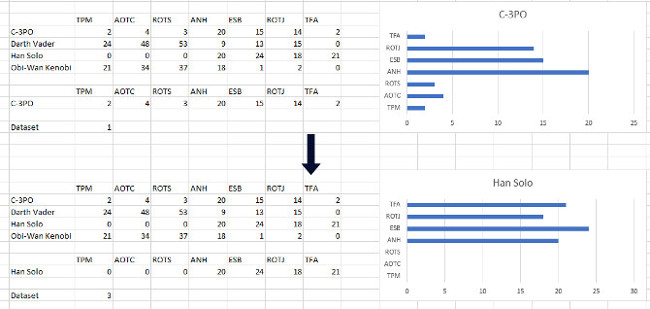 TPM AOTC ROTS ANH ESB ROTJ TFA
C-3PO 2 4 3 20 15 14 2
Darth Vader 24 48 53 9 13 15 0
Han Solo 0 0 0 20 24 18 21
Obi-Wan Kenobi 21 34 37 18 1 2 0
TPM AOTC ROTS ANH ESB ROTJ TFA
C-3PO 2 4 3 20 15 14 2
Dataset 1
C-3PO
TFA
ROTJ
ESB
ANH
ROTS
AOTC
TPM
0 5 10 15 20 25
TPM AOTC ROTS ANH ESB ROTJ TFA
C-3PO 2 4 3 20 15 14 2
Darth Vader 24 48 53 9 13 15 0
Han Solo 0 0 0 20 24 18 21
Obi-Wan Kenobi 21 34 37 18 1 2 0
TPM AOTC ROTS ANH ESB ROTJ TFA
Han Solo 0 0 0 20 24 18 21
Dataset 3
Han Solo
TFA
ROTJ
ESB
ANH
ROTS
AOTC
TPM
0 5 10 15 20 25 30